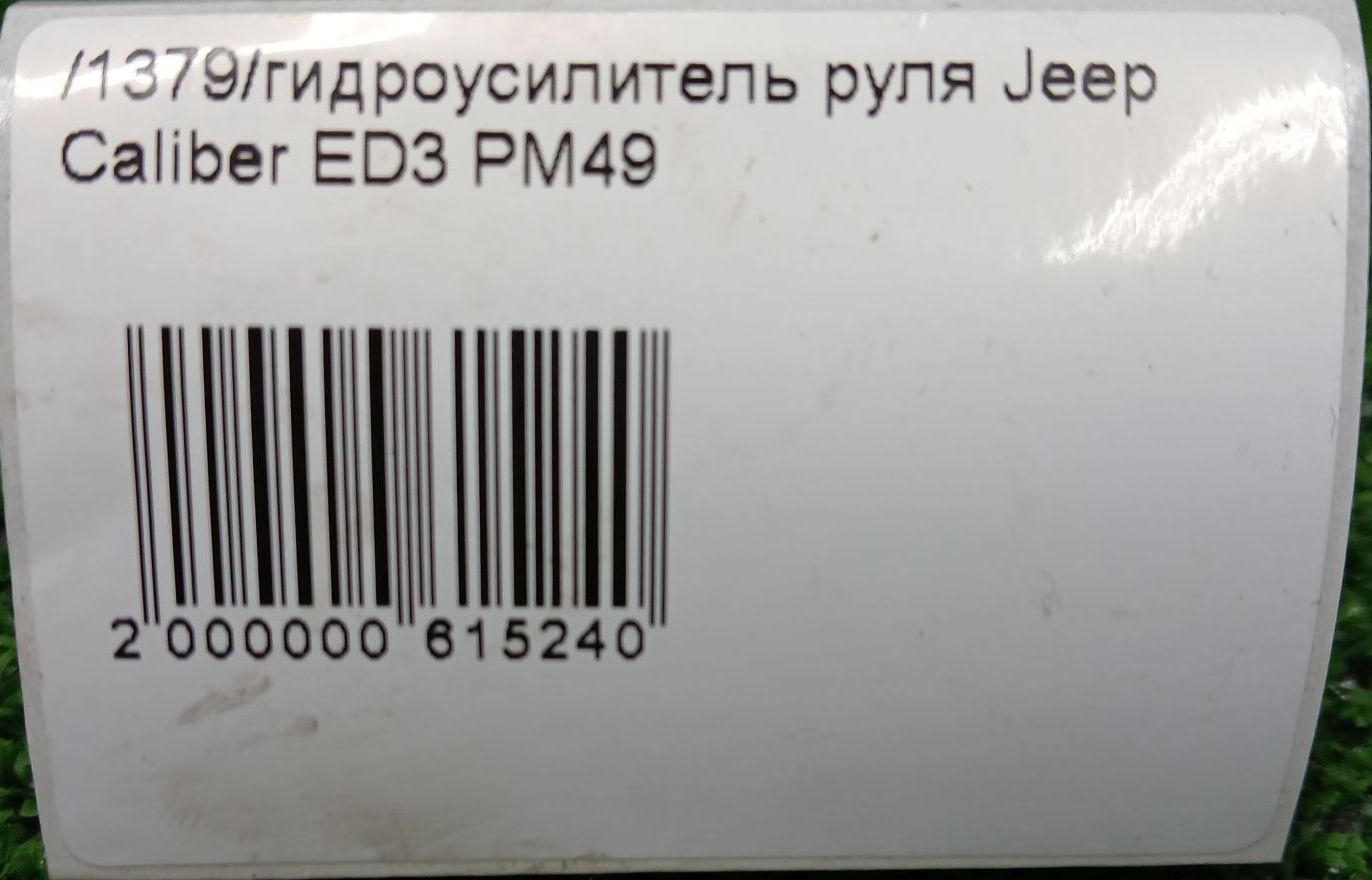 /1379/гидроусилитель руля Jeep
Caliber ED3 PM49
2 000000 615240